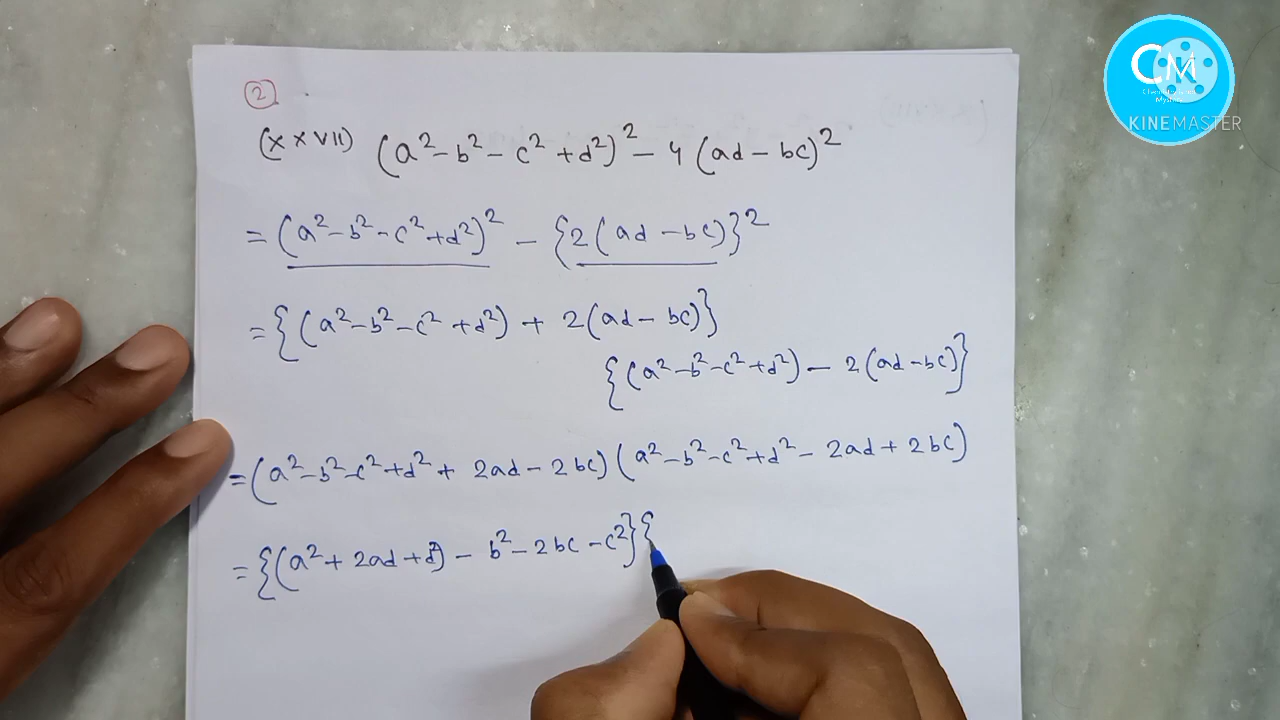 2
(xxvii) (a²-b²-c²+d²)²-4(ad-bc)²
= (a²-b²-c²+d²)² - {2(ad-bc)}²
= {(a²-b²-c²+d²) + 2(ad-bc)}
{(a²-b²-c²+d²) - 2(ad-bc)}
= (a²-b²-c²+d²+ 2ad-2bc) (a²-b²-c²+d²-2ad+2bc)
= {(a²+2ad+d²) - b²-2bc-c²} {
CM
KINEMASTER